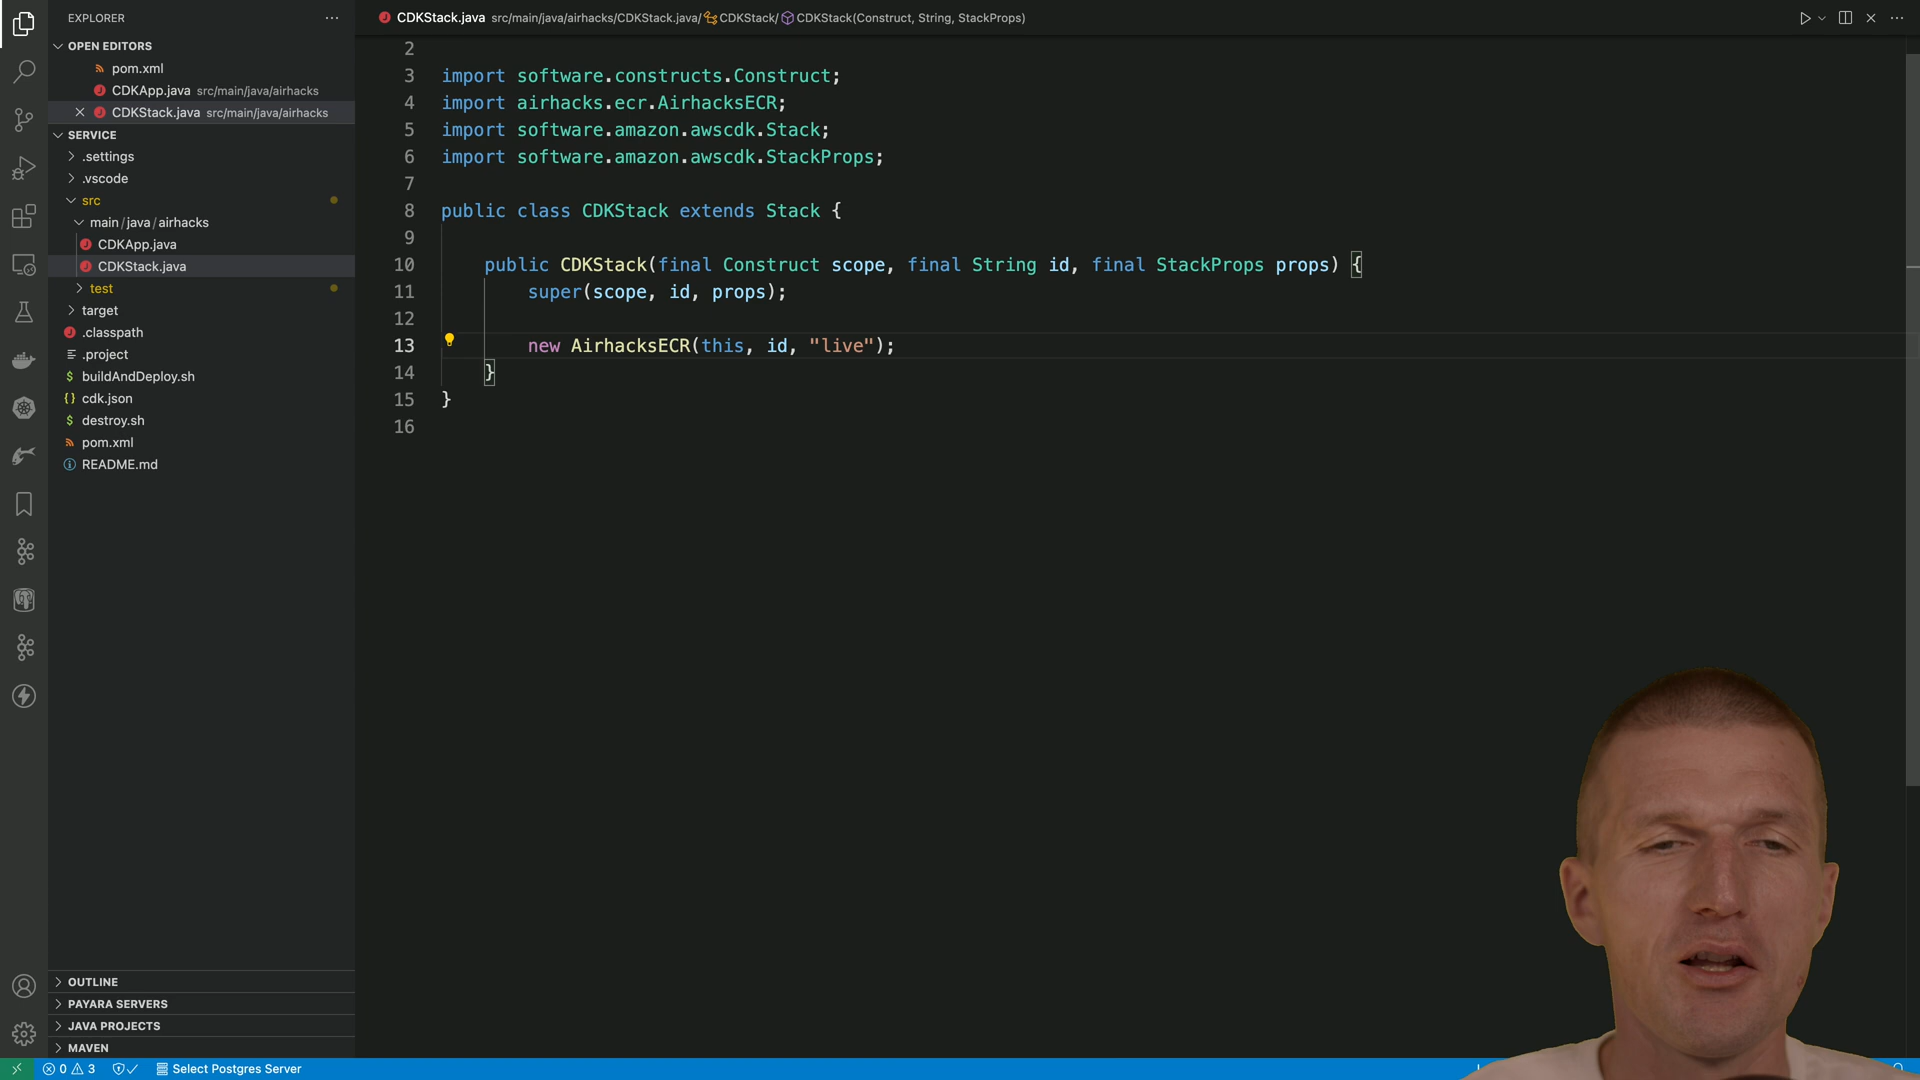 EXPLORER
OPEN EDITORS
pom.xml
CDKApp.java src/main/java/airhacks
CDKStack.java src/main/java/airhacks
SERVICE
.settings
.vscode
src
main/java/airhacks
CDKApp.java
CDKStack.java
test
target
.classpath
.project
$ buildAndDeploy.sh
{} cdk.json
$ destroy.sh
pom.xml
README.md
OUTLINE
PAYARA SERVERS
JAVA PROJECTS
MAVEN
CDKStack.java src/main/java/airhacks/CDKStack.java/ CDKStack/ CDKStack(Construct, String, StackProps)
2
3 import software.constructs.Construct;
4 import airhacks.ecr.AirhacksECR;
5 import software.amazon.awscdk.Stack;
6 import software.amazon.awscdk.StackProps;
7
8 public class CDKStack extends Stack {
9
10 public CDKStack(final Construct scope, final String id, final StackProps props) {
11 super(scope, id, props);
12
13 new AirhacksECR(this, id, "live");
14 }
15 }
16
0 3 Select Postgres Server